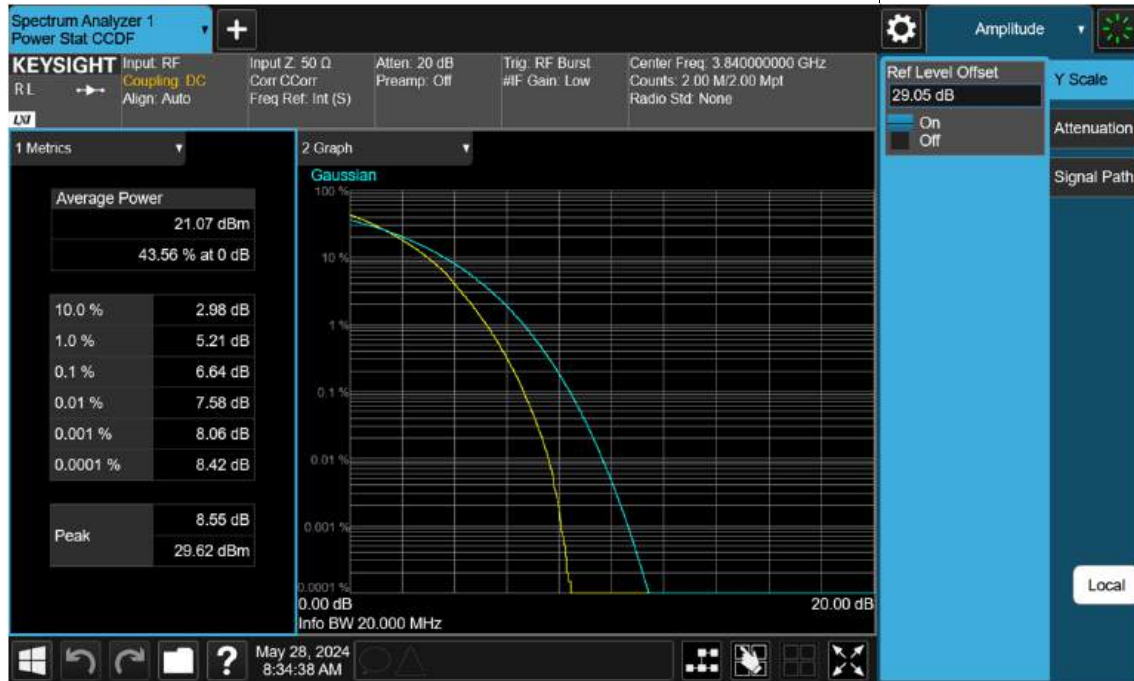 Spectrum Analyzer 1
Power Stat CCDF
+
Amplitude
KEYSIGHT
R L
LXI
Input: RF
Coupling: DC
Align: Auto
Input Z: 50 Ω
Corr CCorr
Freq Ref: Int (S)
Atten: 20 dB
Preamp: Off
Trig: RF Burst
#IF Gain: Low
Center Freq: 3.840000000 GHz
Counts: 2.00 M/2.00 Mpt
Radio Std: None
Ref Level Offset
29.05 dB
On
Off
Y Scale
Attenuation
Signal Path
1 Metrics
Average Power
21.07 dBm
43.56 % at 0 dB
10.0 % 2.98 dB
1.0 % 5.21 dB
0.1 % 6.64 dB
0.01 % 7.58 dB
0.001 % 8.06 dB
0.0001 % 8.42 dB
Peak
8.55 dB
29.62 dBm
2 Graph
Gaussian
100 %
10 %
1 %
0.1 %
0.01 %
0.001 %
0.0001 %
0.00 dB 20.00 dB
Info BW 20.000 MHz
Local
?
May 28, 2024
8:34:38 AM